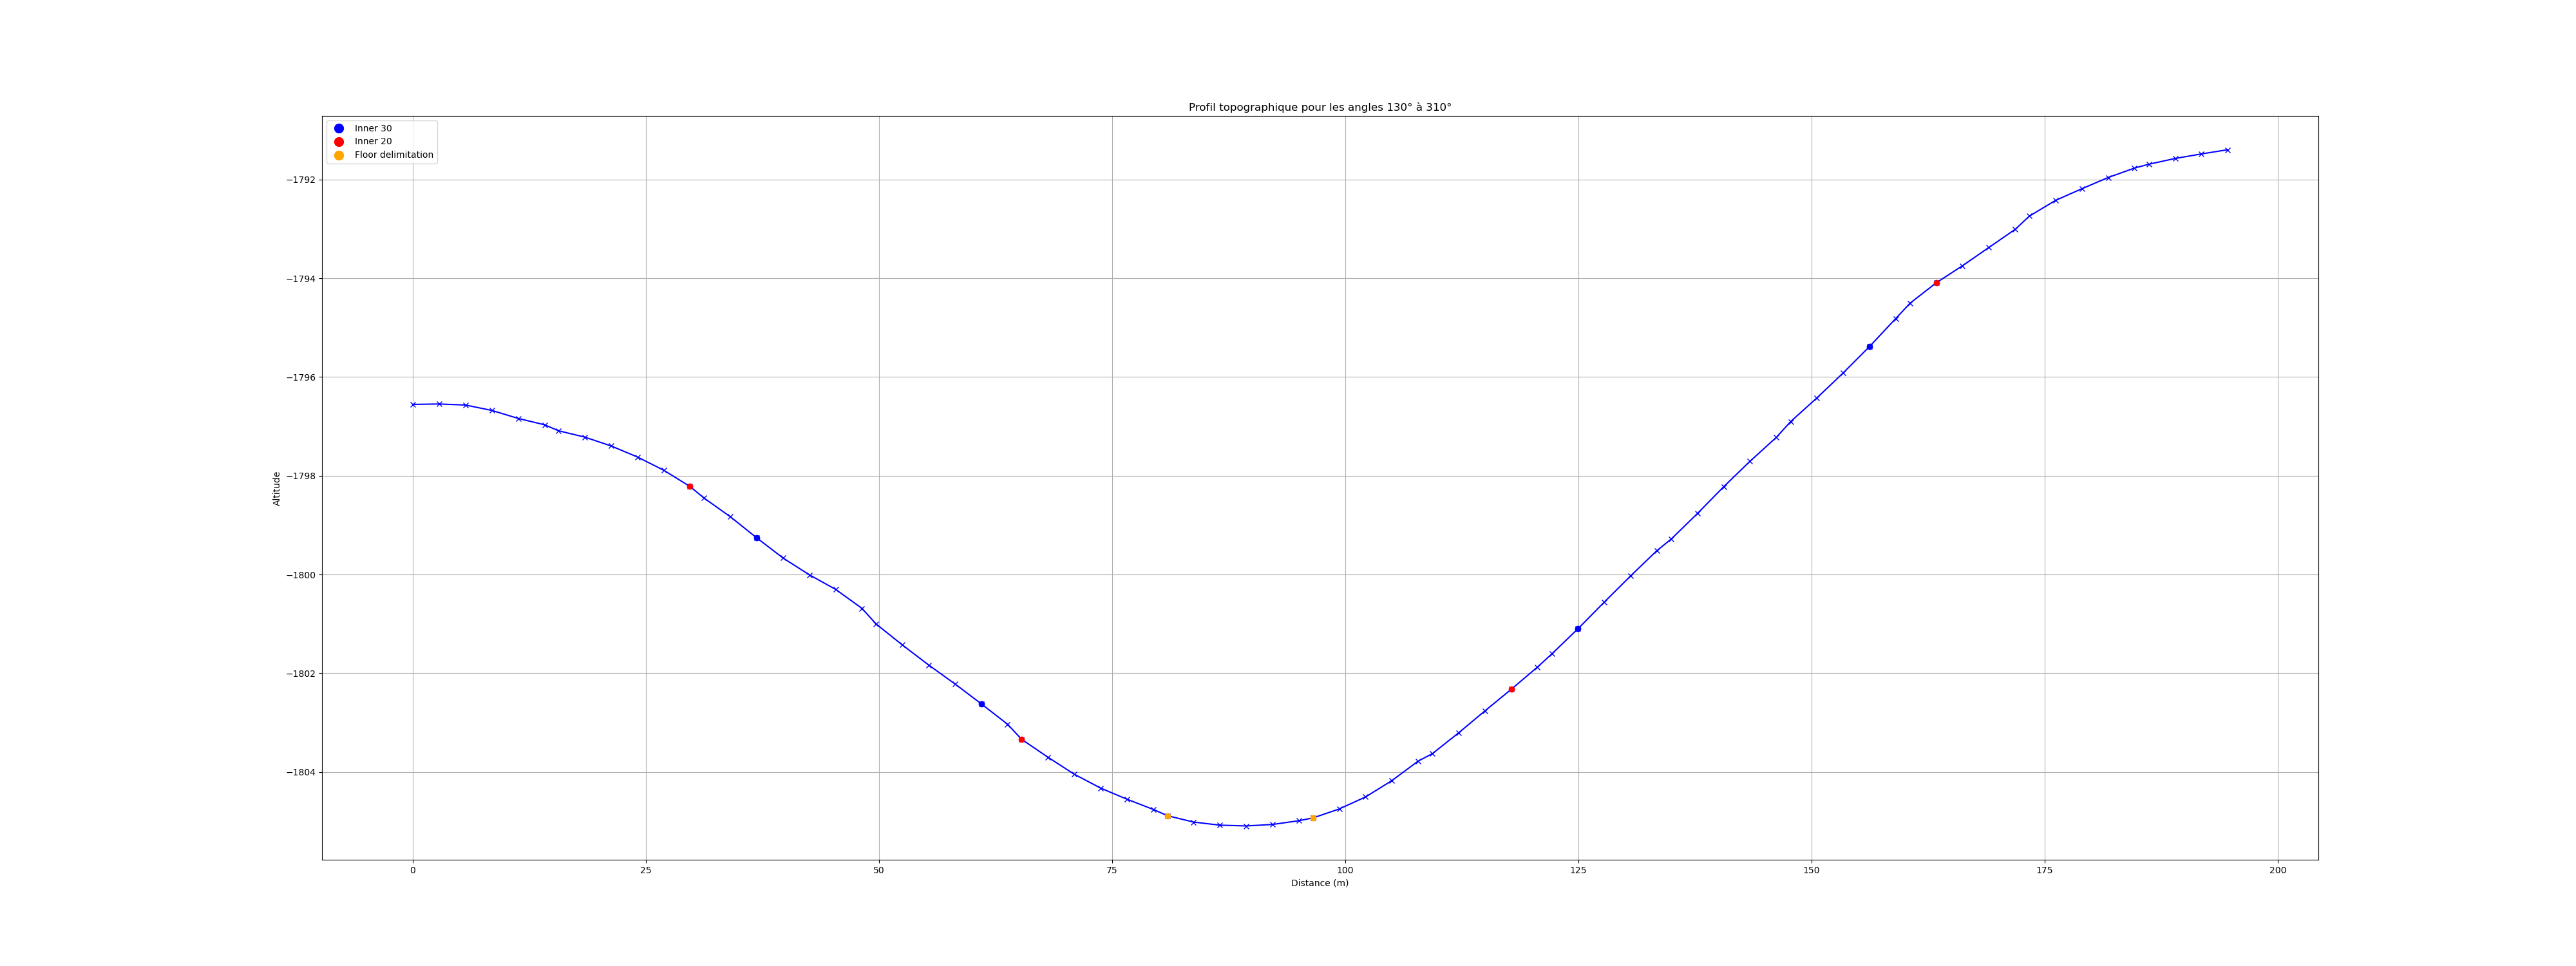 Profil topographique pour les angles 130° à 310°
Inner 30
Inner 20
Floor delimitation
−1792
−1794
−1796
−1798
−1800
−1802
−1804
Altitude
0 25 50 75 100 125 150 175 200
Distance (m)